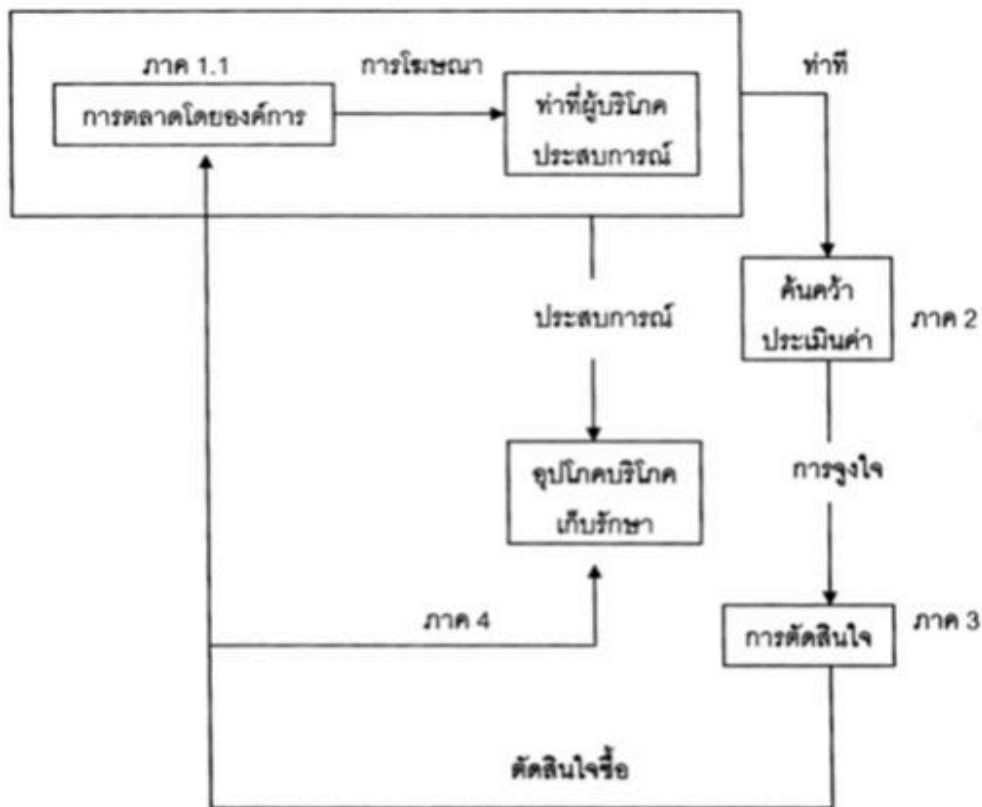 ภาค 1.1
การโฆษณา
ท่าที
การตลาดโดยองค์การ
ท่าที่ผู้บริโภค
ประสบการณ์
ค้นคว้า
ประเมินค่า
ภาค 2
ประสบการณ์
การจูงใจ
อุปโภคบริโภค
เก็บรักษา
ภาค 4
การตัดสินใจ
ภาค 3
ตัดสินใจซื้อ